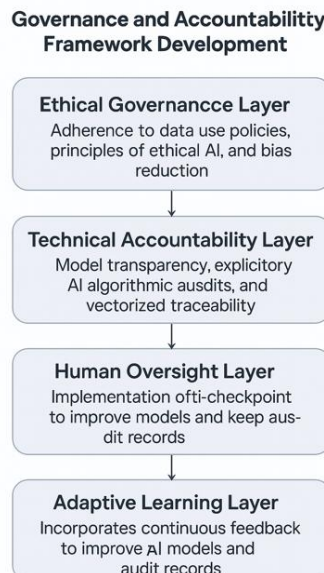 Governance and Accountabilitty
Framework Development
Ethical Governancce Layer
Adherence to data use policies,
principles of ethical AI, and bias
reduction
Technical Accountability Layer
Model transparency, explicitory
AI algorithmic ausdits, and
vectorized traceability
Human Oversight Layer
Implementation ofti-checkpoint
to improve models and keep aus-
dit records
Adaptive Learning Layer
Incorporates continuous feedback
to improve AI models and
audit records